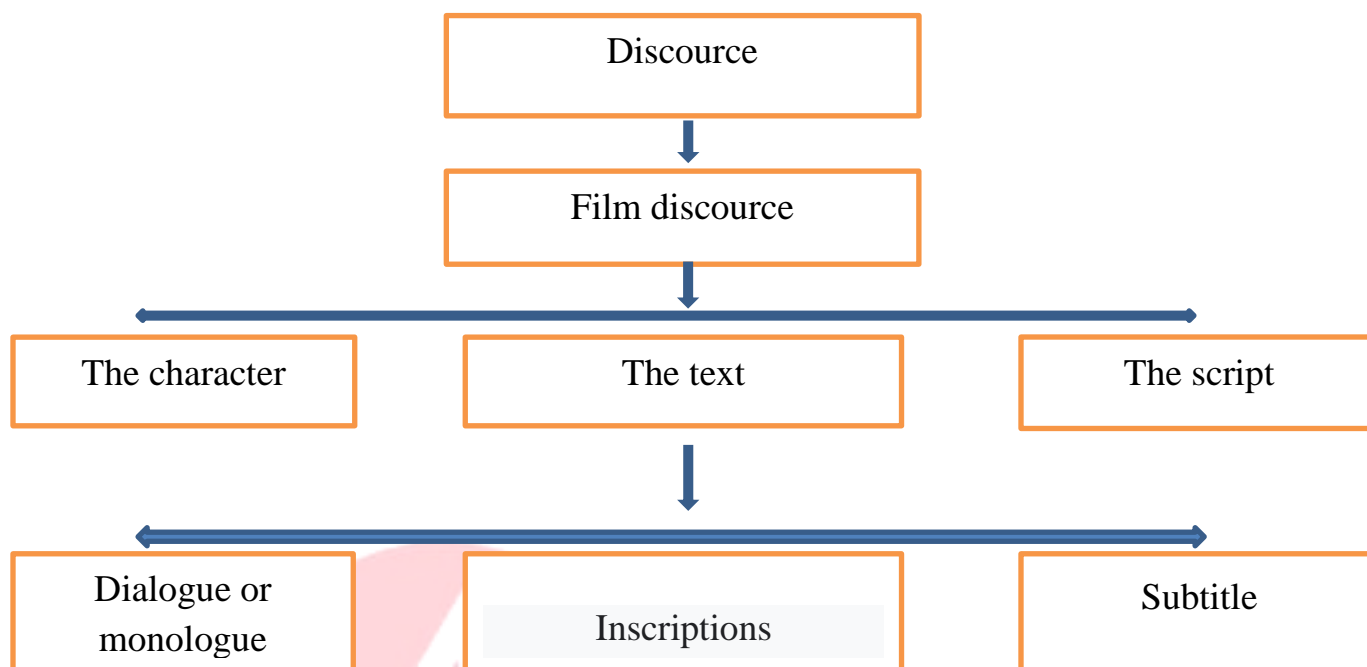 Discource
Film discource
The character
The text
The script
Dialogue or
monologue
Inscriptions
Subtitle